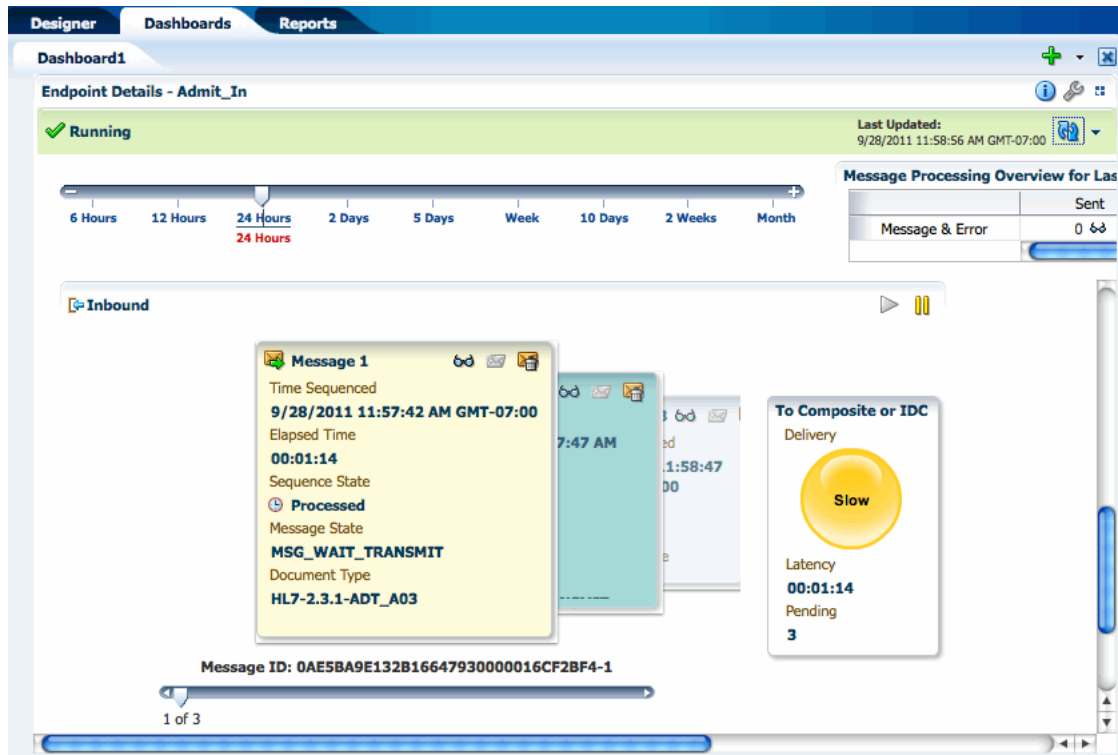 Designer Dashboards Reports
Dashboard1
Endpoint Details - Admit_In
Running
Last Updated:
9/28/2011 11:58:56 AM GMT-07:00
Message Processing Overview for Las
Sent
Message & Error 0
6 Hours 12 Hours 24 Hours 2 Days 5 Days Week 10 Days 2 Weeks Month
24 Hours
Inbound
Message 1
Time Sequenced
9/28/2011 11:57:42 AM GMT-07:00
Elapsed Time
00:01:14
Sequence State
Processed
Message State
MSG_WAIT_TRANSMIT
Document Type
HL7-2.3.1-ADT_A03
7:47 AM
3
ed
11:58:47
00
e
To Composite or IDC
Delivery
Slow
Latency
00:01:14
Pending
3
Message ID: 0AE5BA9E132B16647930000016CF2BF4-1
1 of 3